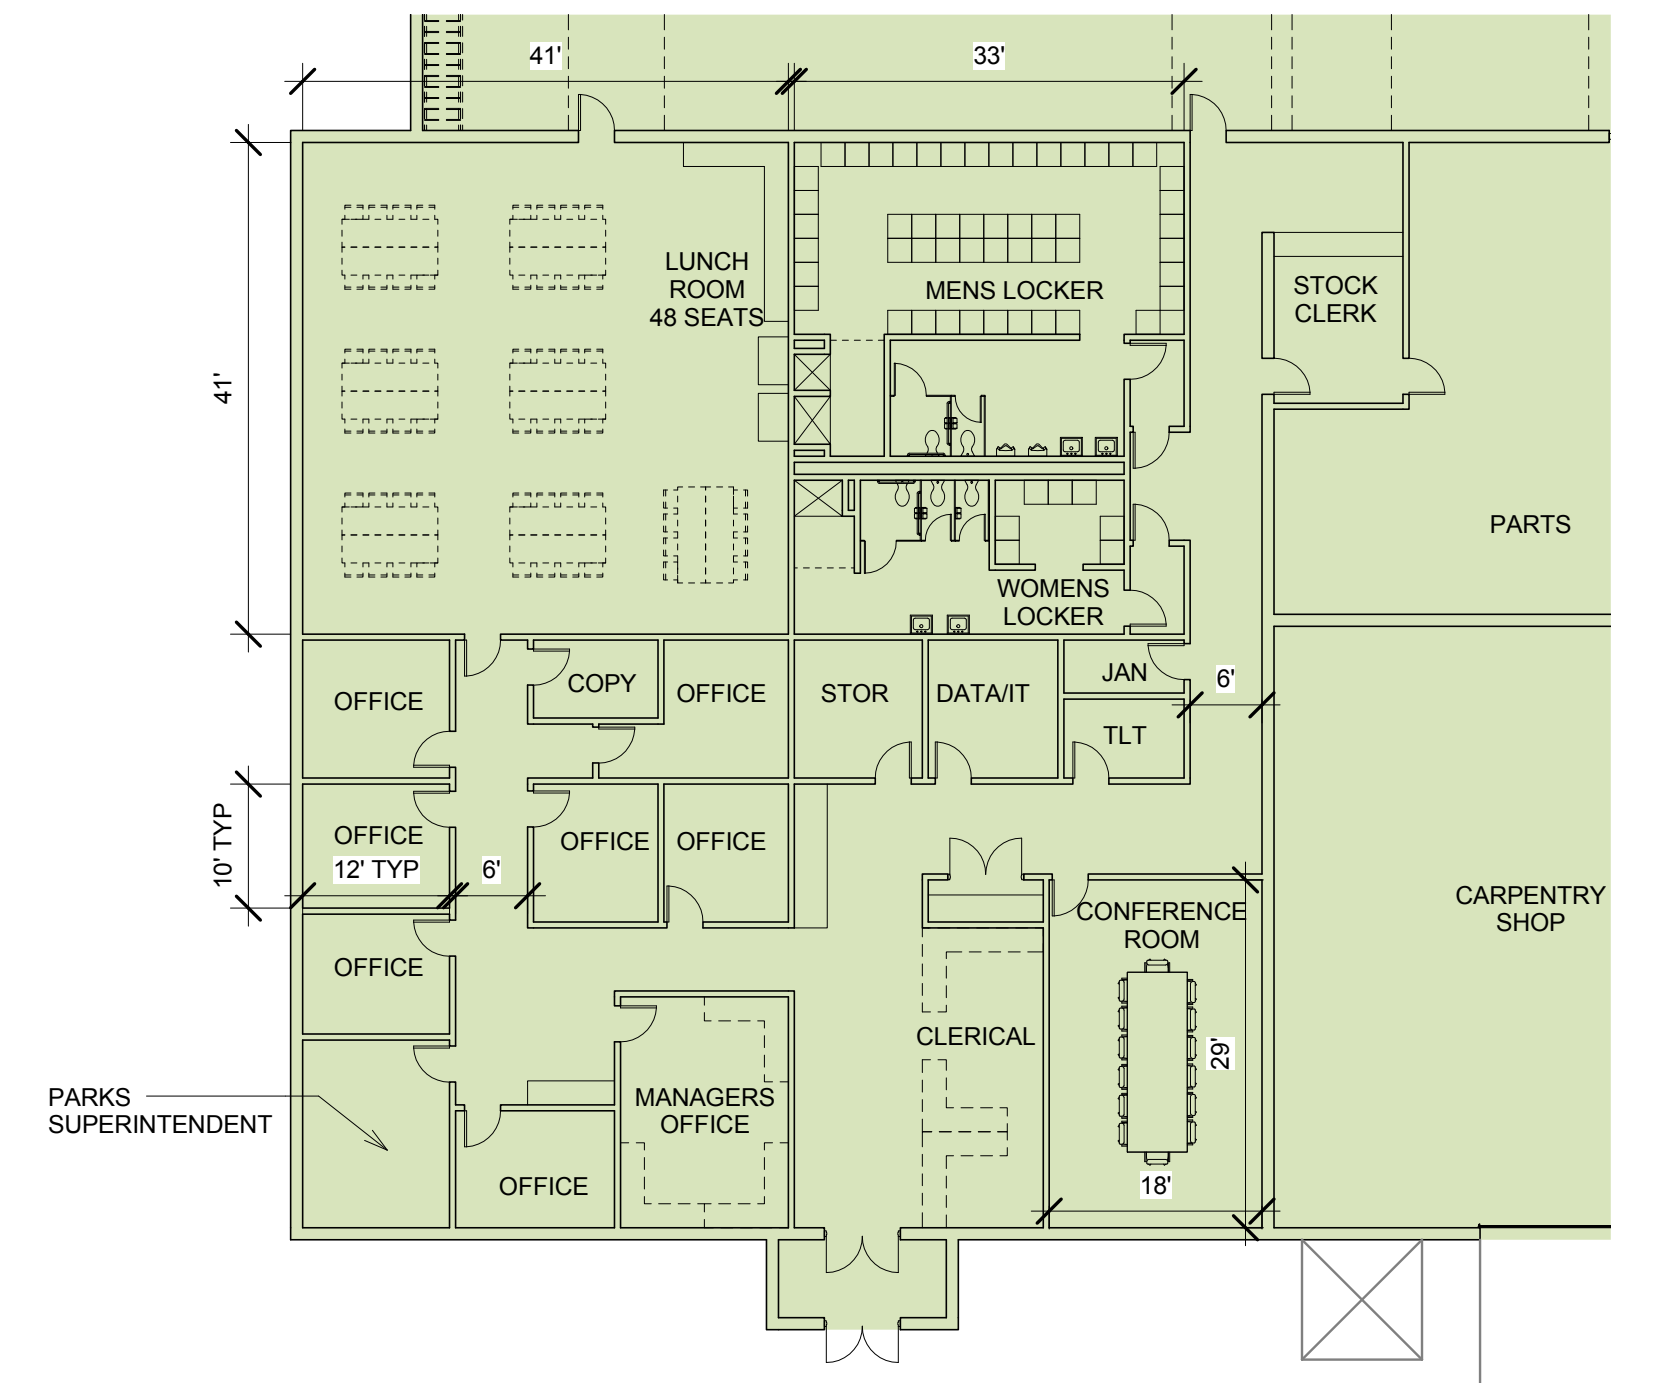 41'
33'
LUNCH
ROOM
48 SEATS
MENS LOCKER
STOCK
CLERK
41'
PARTS
WOMENS
LOCKER
OFFICE
COPY
OFFICE
STOR
DATA/IT
JAN
6'
TLT
10' TYP
OFFICE
12' TYP
6'
OFFICE
OFFICE
CONFERENCE
ROOM
CARPENTRY
SHOP
OFFICE
CLERICAL
29'
PARKS
SUPERINTENDENT
MANAGERS
OFFICE
OFFICE
18'